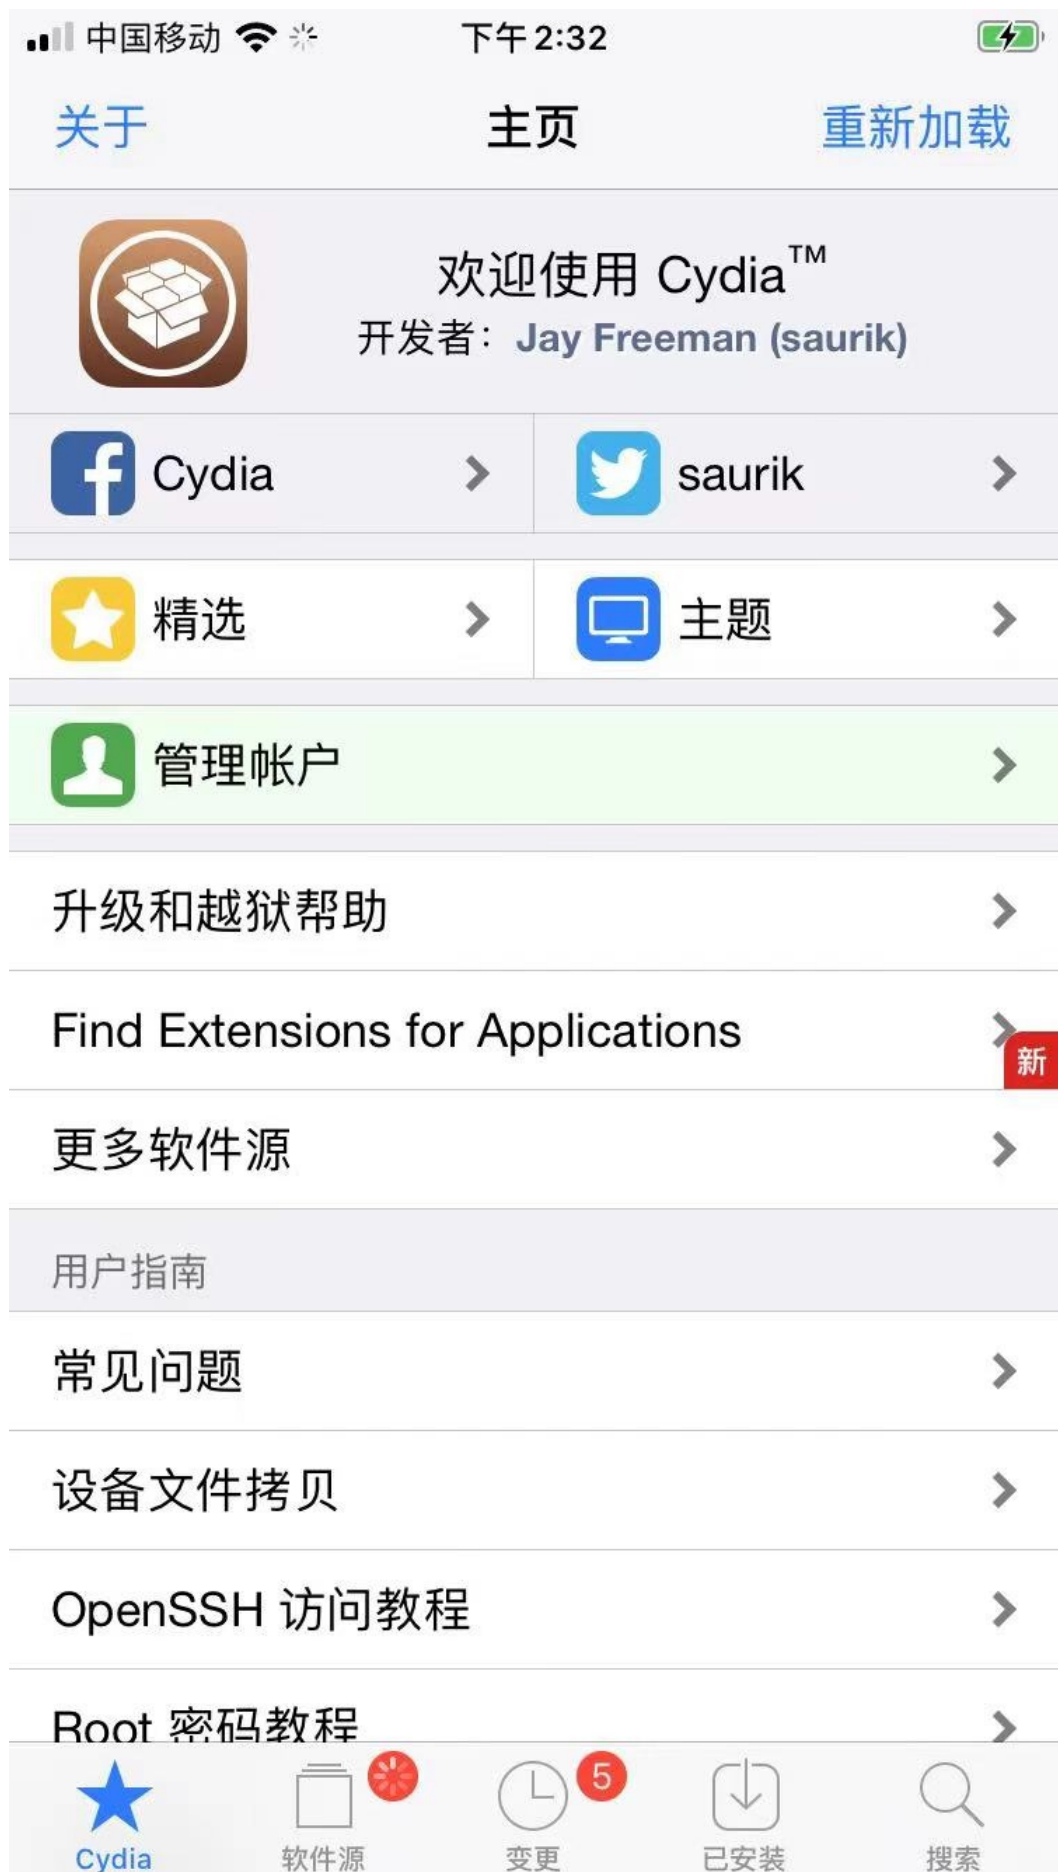 中国移动 下午2:32
关于 主页 重新加载
欢迎使用 Cydia™
开发者：Jay Freeman (saurik)
Cydia saurik
精选 主题
管理帐户
升级和越狱帮助
Find Extensions for Applications
新
更多软件源
用户指南
常见问题
设备文件拷贝
OpenSSH 访问教程
Root 密码教程
5
Cydia 软件源 变更 已安装 搜索